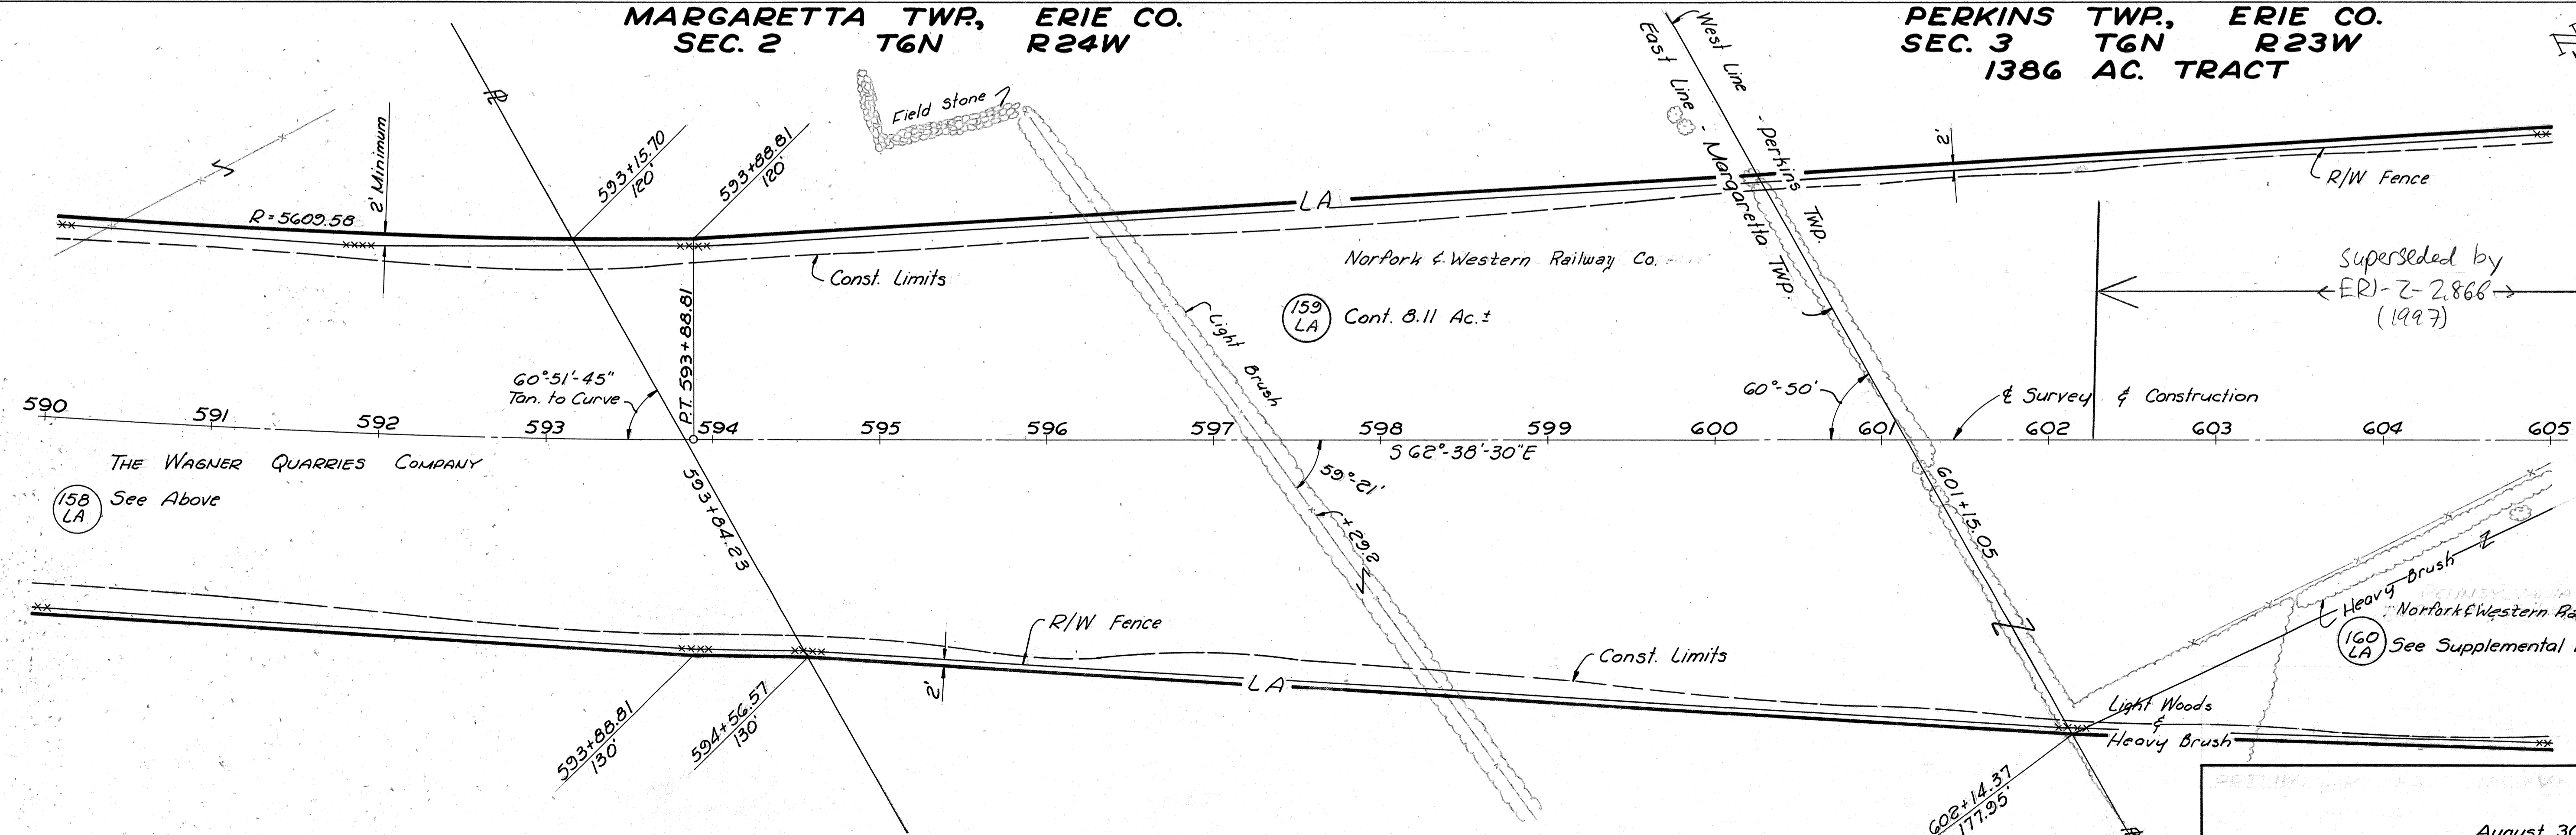 MARGARETTA TWP., ERIE CO.
SEC. 2 T6N R24W
PERKINS TWP., ERIE CO.
SEC. 3 T6N R23W
1386 AC. TRACT
West Line - Perkins Twp.
East Line - Margaretta Twp.
Field Stone
2' Minimum
593+15.70
120'
593+88.81
120'
R=5609.58
LA
2'
R/W Fence
Const. Limits
Norfork & Western Railway Co.
159
LA
Cont. 8.11 Ac.±
superseded by
ERI-2-2.866
(1997)
P.T. 593+88.81
Light Brush
60°-51'-45"
Tan. to Curve
60°-50'
℄ Survey & Construction
590 591 592 593 594 595 596 597 598 599 600 601 602 603 604 605
S 62°-38'-30"E
THE WAGNER QUARRIES COMPANY
158
LA
See Above
593+84.23
59°-21'
+29.2
601+15.05
R/W Fence
Const. Limits
2'
LA
Heavy Brush
Norfork & Western
160
LA
See Supplemental
Light Woods
&
Heavy Brush
593+88.81
130'
594+56.57
130'
602+14.37
177.95'
August 30